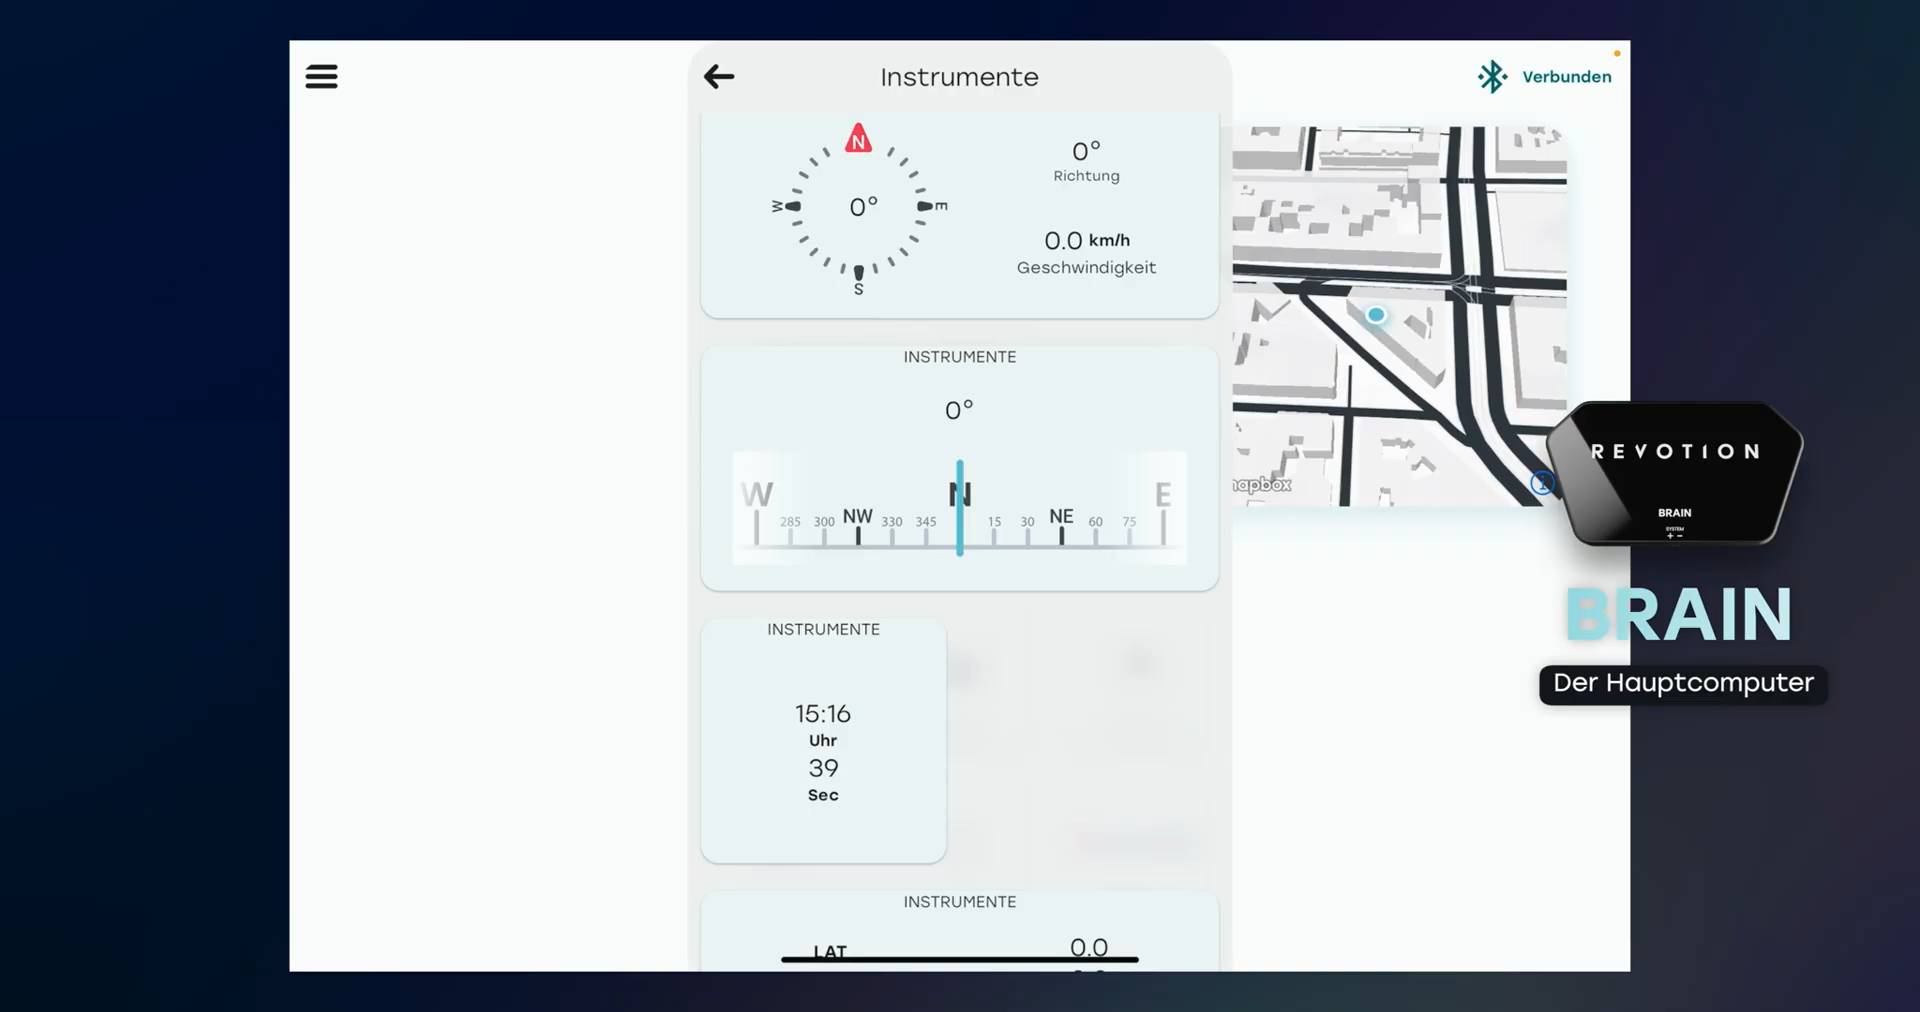 Instrumente
Verbunden
N
W
0°
E
S
0°
Richtung
0.0 km/h
Geschwindigkeit
INSTRUMENTE
0°
W
285
300
NW
330
345
N
15
30
NE
60
75
E
mapbox
REVOTION
BRAIN
SYSTEM
+ -
BRAIN
Der Hauptcomputer
INSTRUMENTE
15:16
Uhr
39
Sec
INSTRUMENTE
LAT
0.0